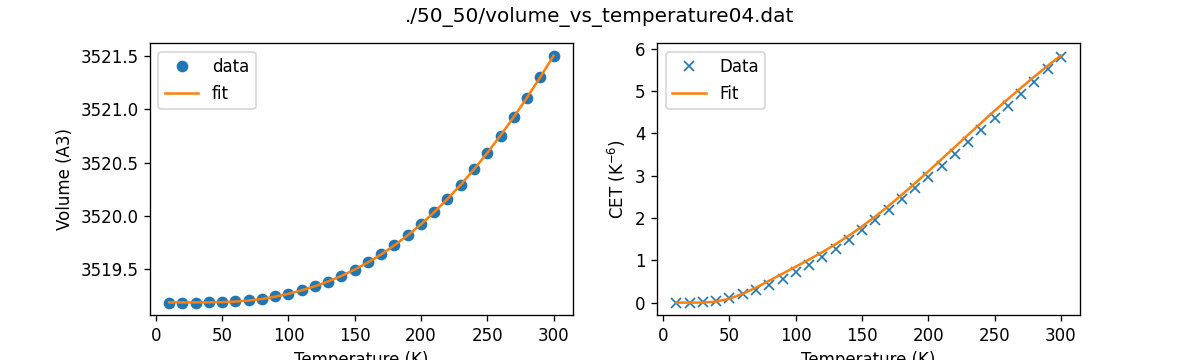 ./50_50/volume_vs_temperature04.dat
3521.5
3521.0
3520.5
3520.0
3519.5
Volume (A3)
data
fit
0 50 100 150 200 250 300
Temperature (K)
6
5
4
3
2
1
0
CET (K⁻⁶)
Data
Fit
0 50 100 150 200 250 300
Temperature (K)